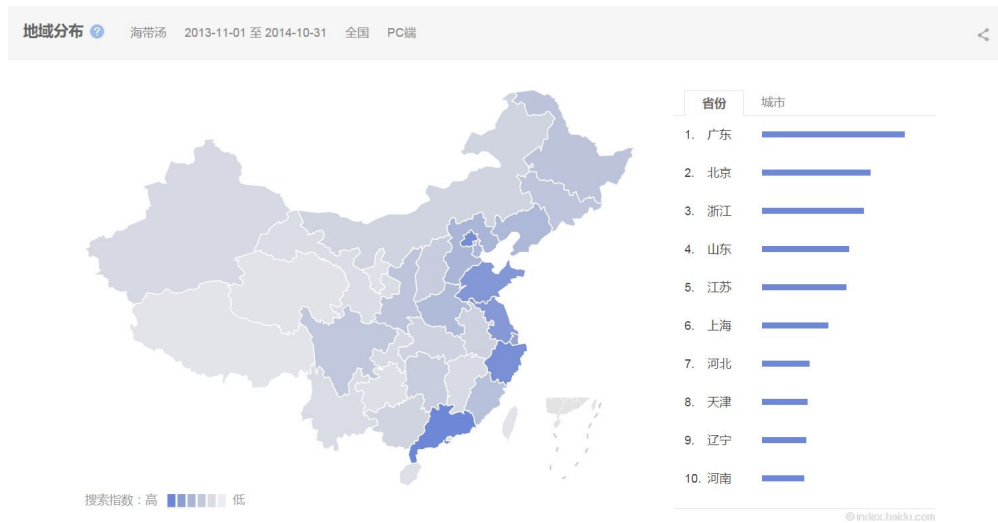 地域分布 ? 海带汤 2013-11-01 至 2014-10-31 全国 PC端
省份 城市
1. 广东
2. 北京
3. 浙江
4. 山东
5. 江苏
6. 上海
7. 河北
8. 天津
9. 辽宁
10. 河南
搜索指数：高 低
©index.baidu.com